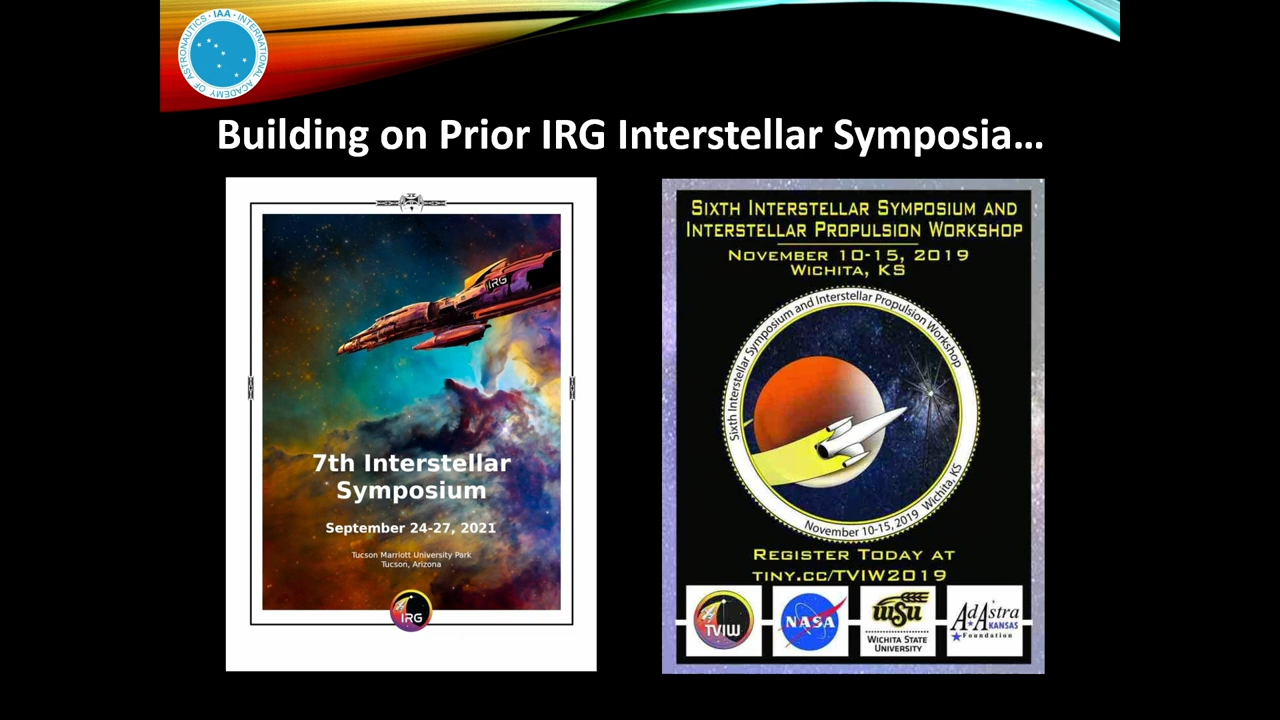 IAA · INTERNATIONAL ACADEMY OF ASTRONAUTICS ·
Building on Prior IRG Interstellar Symposia...
IRG
7th Interstellar
Symposium
September 24-27, 2021
Tucson Marriott University Park
Tucson, Arizona
IRG
SIXTH INTERSTELLAR SYMPOSIUM AND
INTERSTELLAR PROPULSION WORKSHOP
NOVEMBER 10-15, 2019
WICHITA, KS
Sixth Interstellar Symposium and Interstellar Propulsion Workshop
November 10-15, 2019 Wichita, KS
REGISTER TODAY AT
TINY.CC/TVIW2019
TVIW
NASA
WSU
WICHITA STATE
UNIVERSITY
AdAstra
KANSAS
Foundation